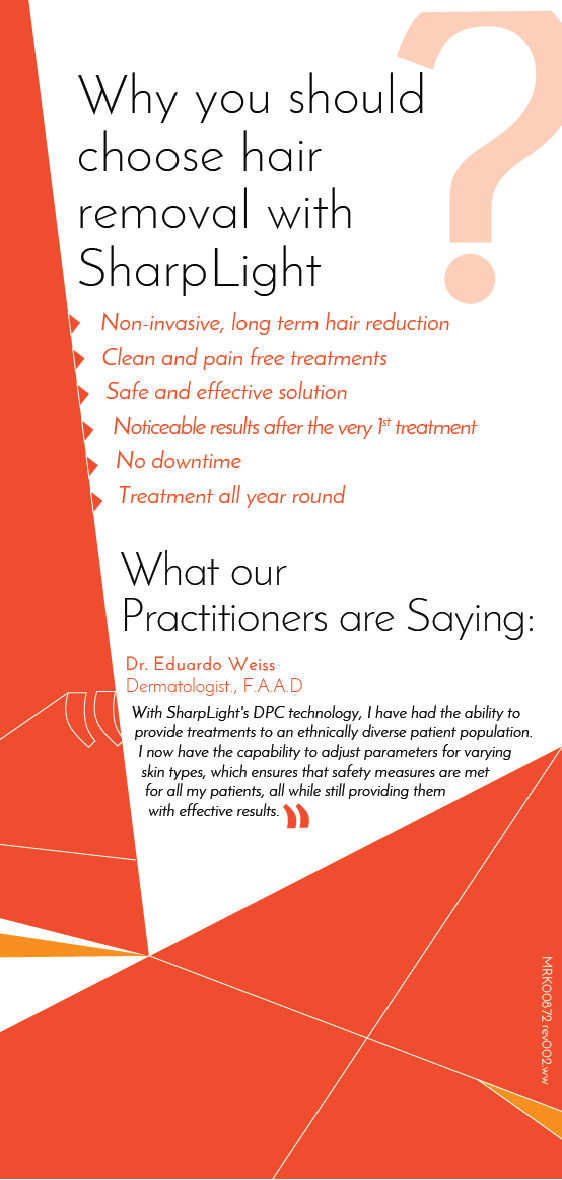 ?
Why you should
choose hair
removal with
SharpLight
Non-invasive, long term hair reduction
Clean and pain free treatments
Safe and effective solution
Noticeable results after the very 1st treatment
No downtime
Treatment all year round
What our
Practitioners are Saying:
Dr. Eduardo Weiss
Dermatologist., F.A.A.D
"With SharpLight's DPC technology, I have had the ability to
provide treatments to an ethnically diverse patient population.
I now have the capability to adjust parameters for varying
skin types, which ensures that safety measures are met
for all my patients, all while still providing them
with effective results."
MRK00872 rev002.ww